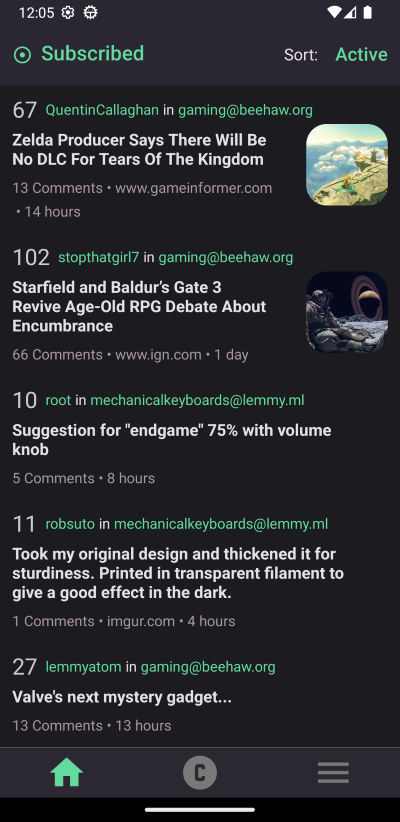 12:05
Subscribed
Sort: Active
67 QuentinCallaghan in gaming@beehaw.org
Zelda Producer Says There Will Be
No DLC For Tears Of The Kingdom
13 Comments • www.gameinformer.com
• 14 hours
102 stopthatgirl7 in gaming@beehaw.org
Starfield and Baldur’s Gate 3
Revive Age-Old RPG Debate About
Encumbrance
66 Comments • www.ign.com • 1 day
10 root in mechanicalkeyboards@lemmy.ml
Suggestion for "endgame" 75% with volume
knob
5 Comments • 8 hours
11 robsuto in mechanicalkeyboards@lemmy.ml
Took my original design and thickened it for
sturdiness. Printed in transparent filament to
give a good effect in the dark.
1 Comments • imgur.com • 4 hours
27 lemmyatom in gaming@beehaw.org
Valve's next mystery gadget...
13 Comments • 13 hours
C